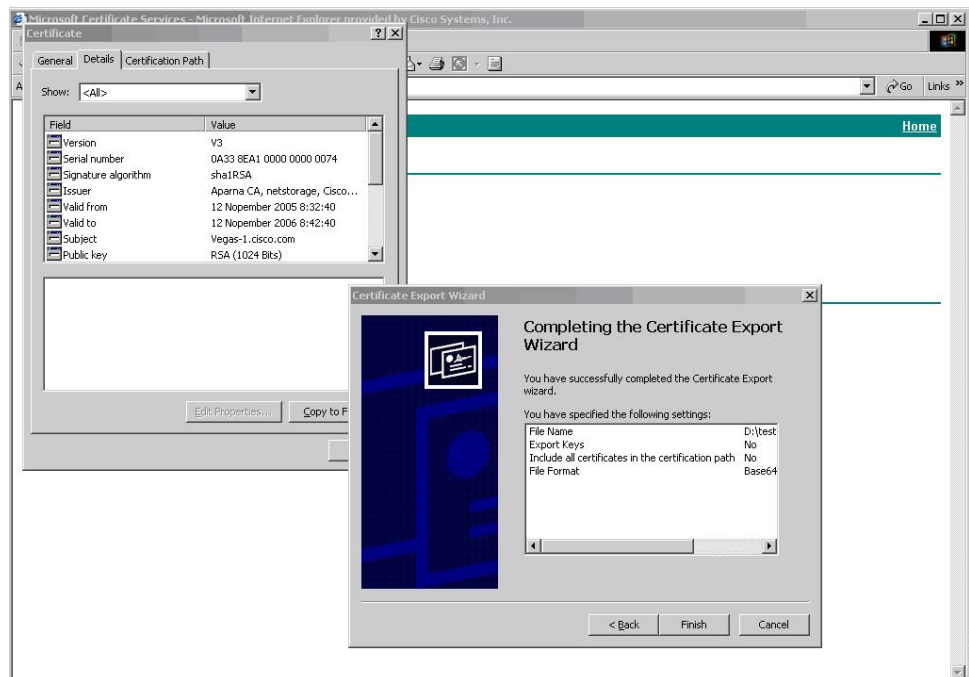 Microsoft Certificate Services - Microsoft Internet Explorer provided by Cisco Systems, Inc.
Certificate
General Details Certification Path
Show: <All>
Field Value
Version V3
Serial number 0A33 8EA1 0000 0000 0074
Signature algorithm sha1RSA
Issuer Aparna CA, netstorage, Cisco...
Valid from 12 Nopember 2005 8:32:40
Valid to 12 Nopember 2006 8:42:40
Subject Vegas-1.cisco.com
Public key RSA (1024 Bits)
Edit Properties... Copy to F
Go Links »
Home
Certificate Export Wizard
Completing the Certificate Export
Wizard
You have successfully completed the Certificate Export
wizard.
You have specified the following settings:
File Name D:\test
Export Keys No
Include all certificates in the certification path No
File Format Base64
< Back Finish Cancel